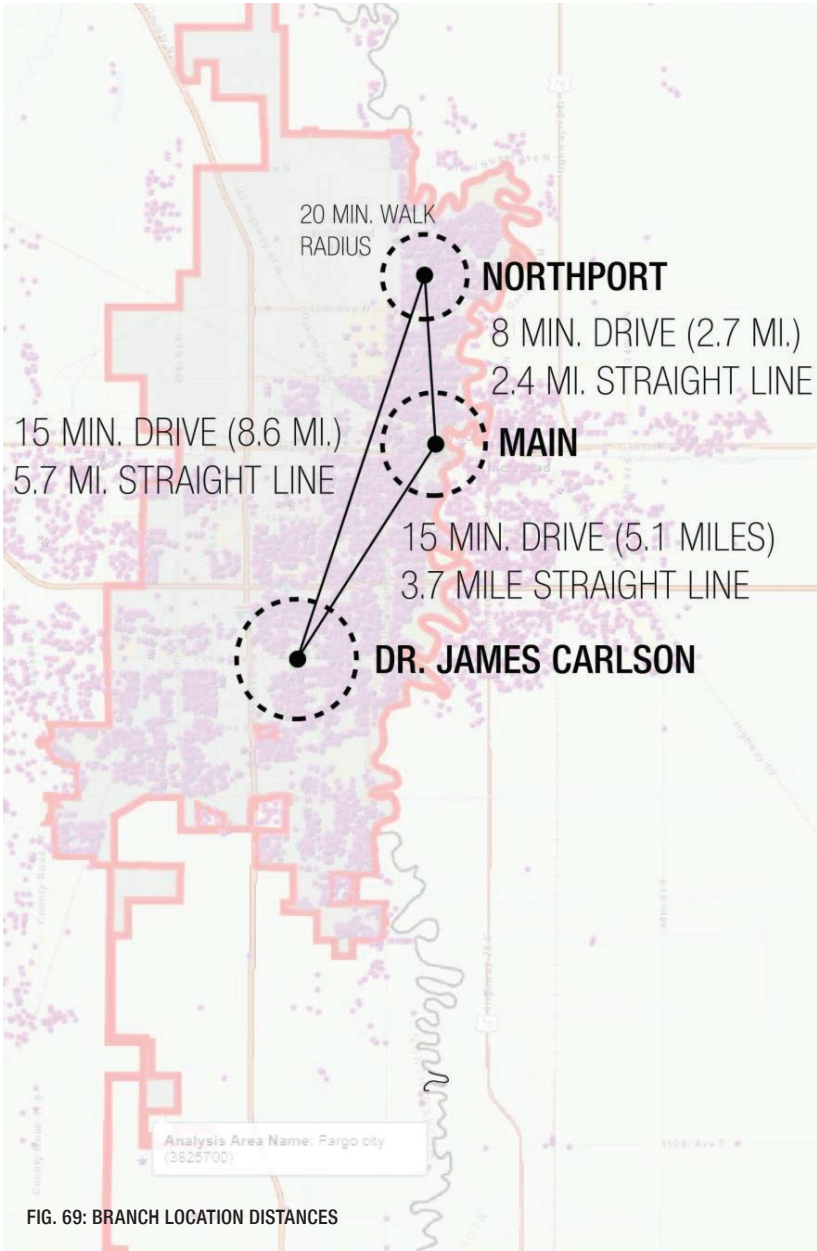 20 MIN. WALK
RADIUS
NORTHPORT
8 MIN. DRIVE (2.7 MI.)
2.4 MI. STRAIGHT LINE
15 MIN. DRIVE (8.6 MI.)
5.7 MI. STRAIGHT LINE
MAIN
15 MIN. DRIVE (5.1 MILES)
3.7 MILE STRAIGHT LINE
DR. JAMES CARLSON
Analysis Area Name: Fargo city
(3825700)
110th Ave S
FIG. 69: BRANCH LOCATION DISTANCES